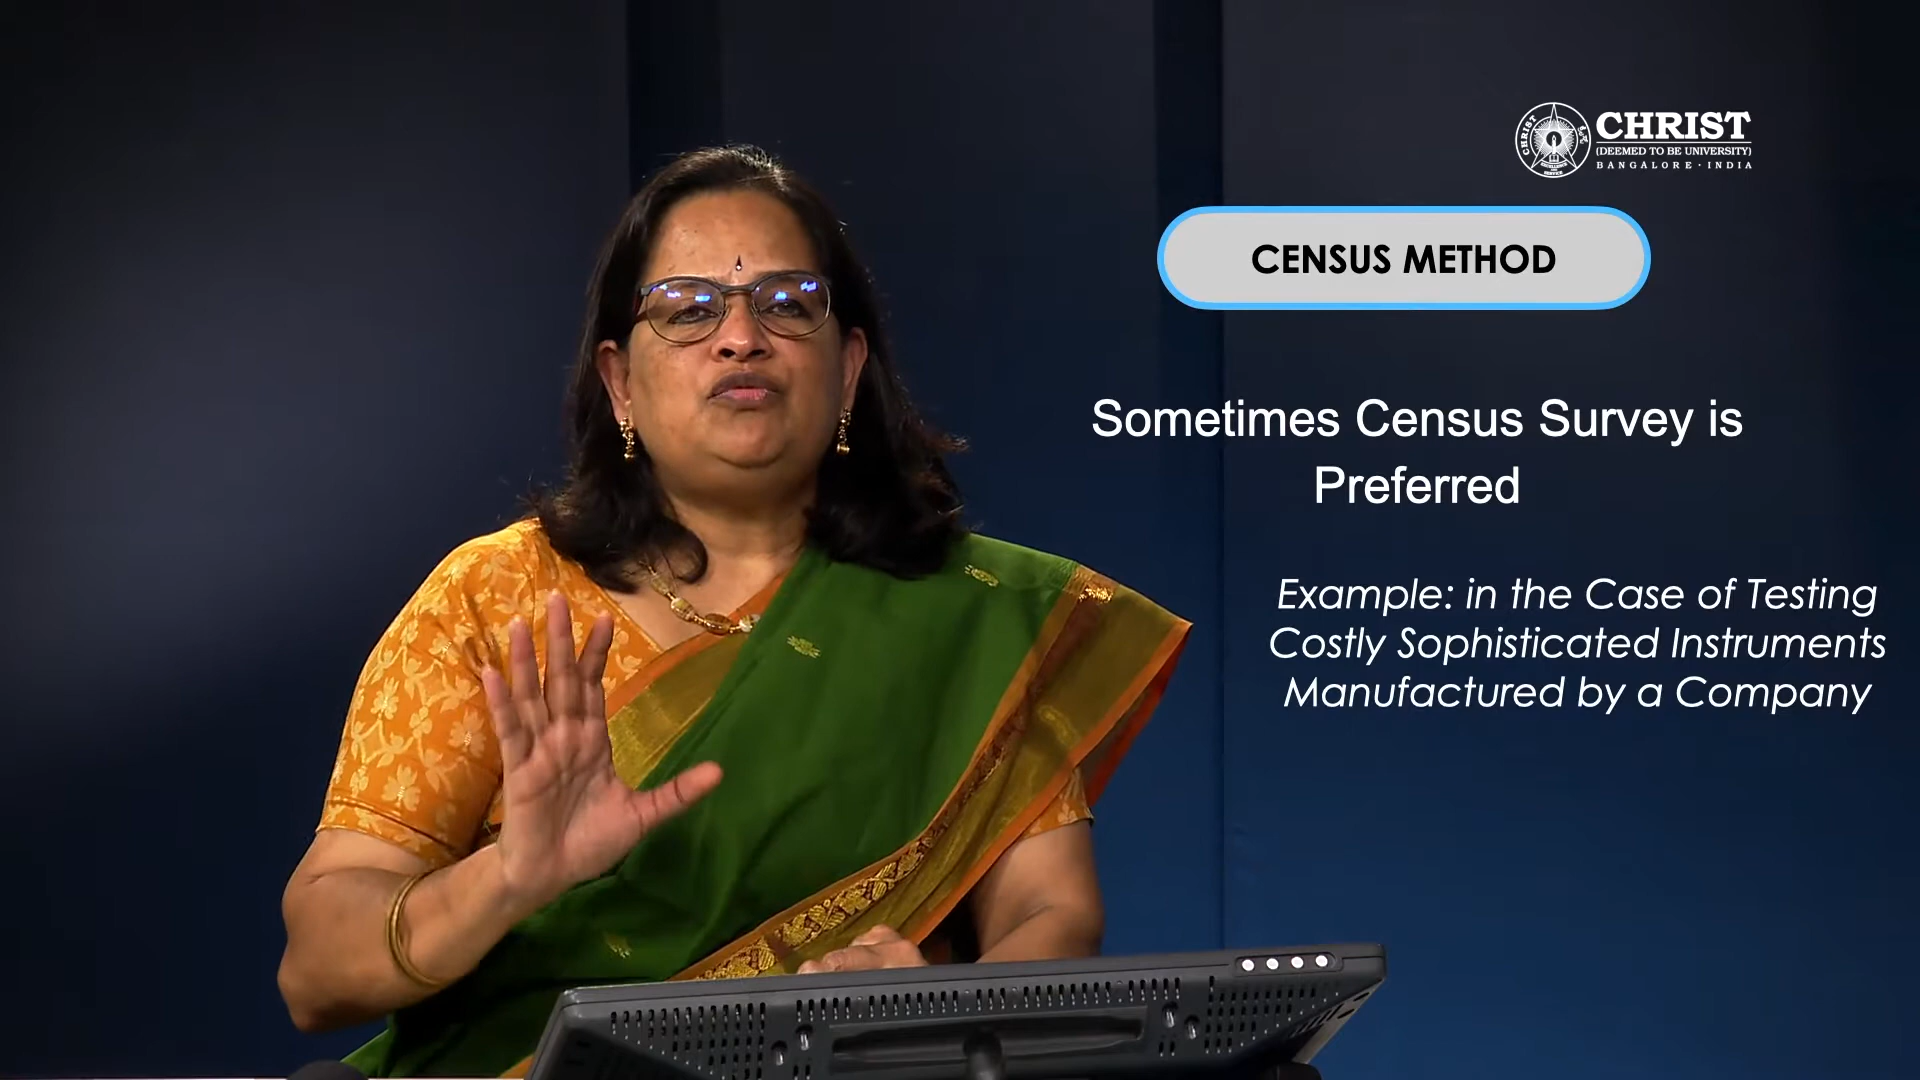 CHRIST
(DEEMED TO BE UNIVERSITY)
BANGALORE · INDIA
CENSUS METHOD
Sometimes Census Survey is
Preferred
Example: in the Case of Testing
Costly Sophisticated Instruments
Manufactured by a Company